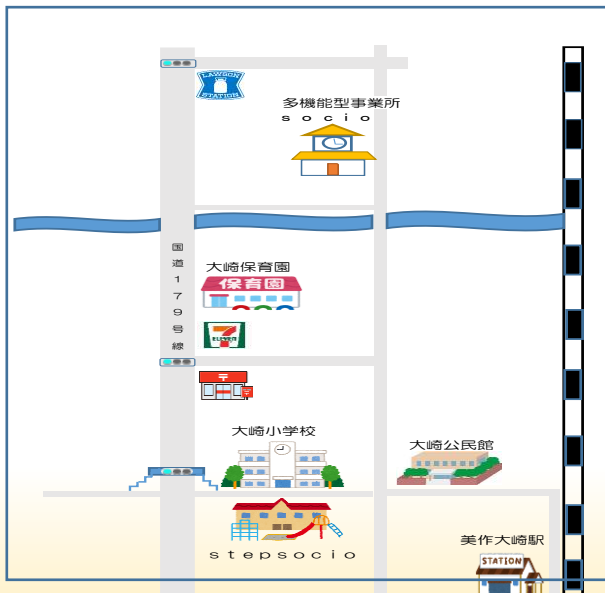 LAWSON
STATION
多機能型事業所
ｓｏｃｉｏ
国道１７９号線
大崎保育園
保育園
7
ELEVEN
〒
〒
大崎小学校
大崎公民館
ｓｔｅｐｓｏｃｉｏ
美作大崎駅
STATION